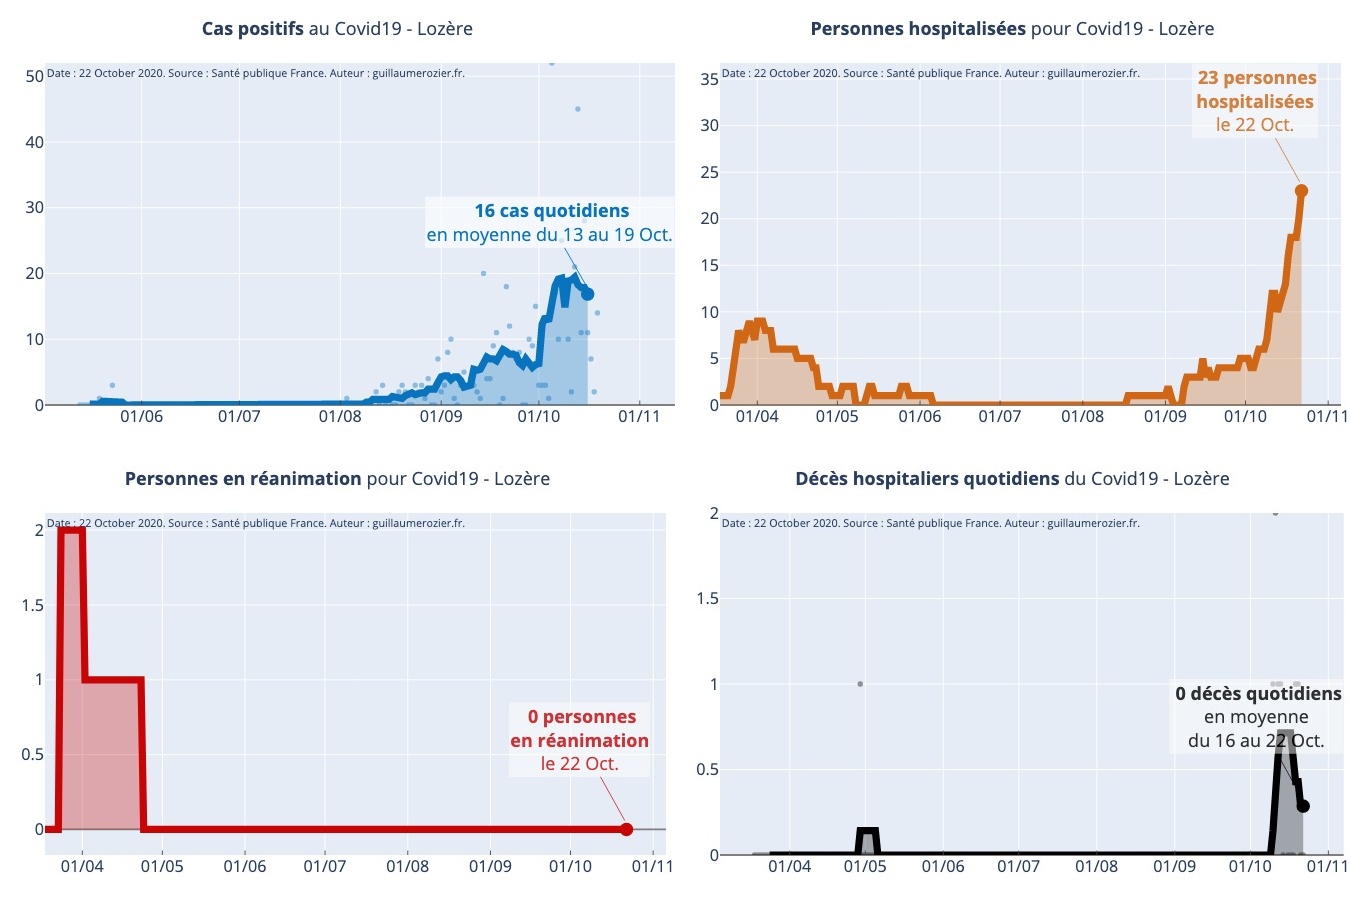 Cas positifs au Covid19 - Lozère
50
Date : 22 October 2020. Source : Santé publique France. Auteur : guillaumerozier.fr.
40
30
20
10
0
16 cas quotidiens
en moyenne du 13 au 19 Oct.
01/06
01/07
01/08
01/09
01/10
01/11
Personnes hospitalisées pour Covid19 - Lozère
35
Date : 22 October 2020. Source : Santé publique France. Auteur : guillaumerozier.fr.
30
25
20
15
10
5
0
23 personnes
hospitalisées
le 22 Oct.
01/04
01/05
01/06
01/07
01/08
01/09
01/10
01/11
Personnes en réanimation pour Covid19 - Lozère
Date : 22 October 2020. Source : Santé publique France. Auteur : guillaumerozier.fr.
2
1.5
1
0.5
0
0 personnes
en réanimation
le 22 Oct.
01/04
01/05
01/06
01/07
01/08
01/09
01/10
01/11
Décès hospitaliers quotidiens du Covid19 - Lozère
2
Date : 22 October 2020. Source : Santé publique France. Auteur : guillaumerozier.fr.
1.5
1
0.5
0
0 décès quotidiens
en moyenne
du 16 au 22 Oct.
01/04
01/05
01/06
01/07
01/08
01/09
01/10
01/11